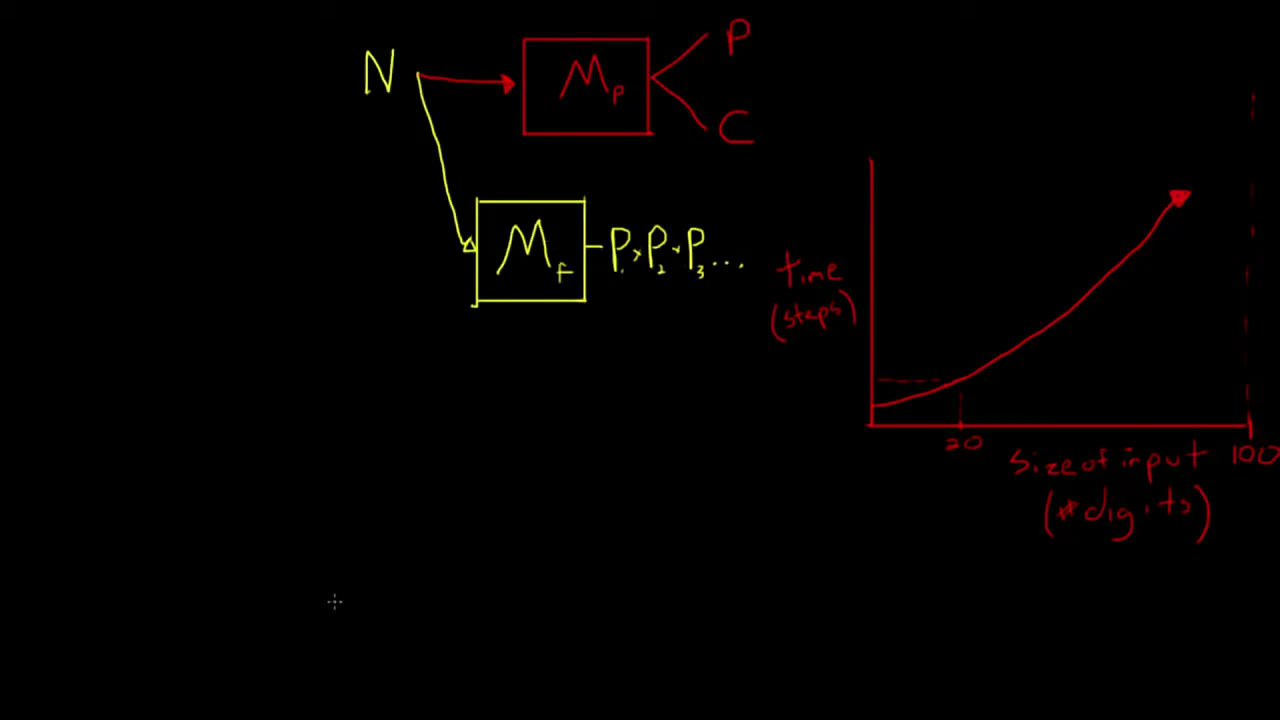 N
Mp
P
C
Mf
P₁ × P₂ × P₃ ...
time
(steps)
20
100
Size of input
(# digits)